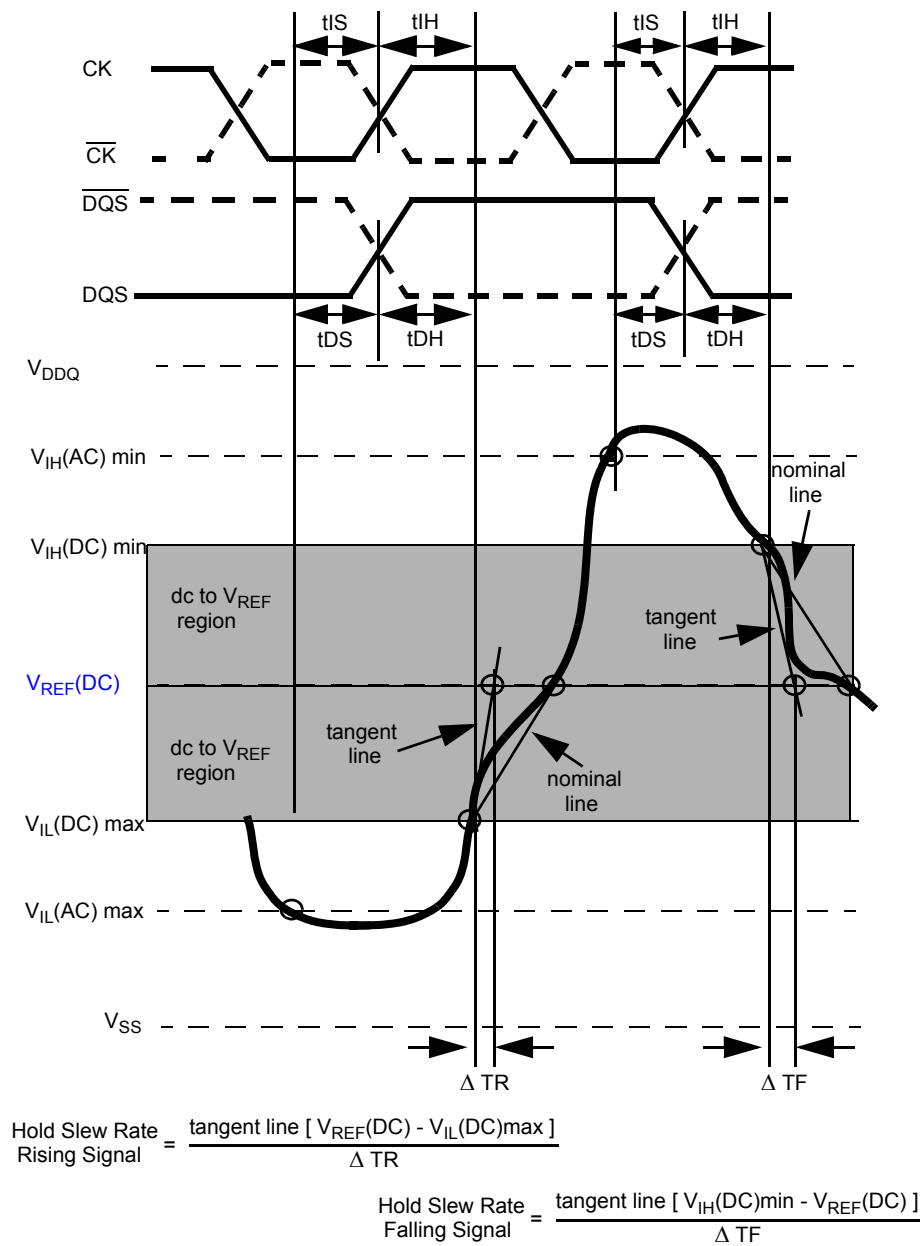 tIS tIH tIS tIH
CK
CK
DQS
DQS
tDS tDH tDS tDH
VDDQ
VIH(AC) min
nominal
line
VIH(DC) min
dc to VREF
region
tangent
line
VREF(DC)
tangent
line
dc to VREF
region
nominal
line
VIL(DC) max
VIL(AC) max
VSS
Δ TR Δ TF
Hold Slew Rate
Rising Signal = tangent line [ VREF(DC) - VIL(DC)max ]
Δ TR
Hold Slew Rate
Falling Signal = tangent line [ VIH(DC)min - VREF(DC) ]
Δ TF